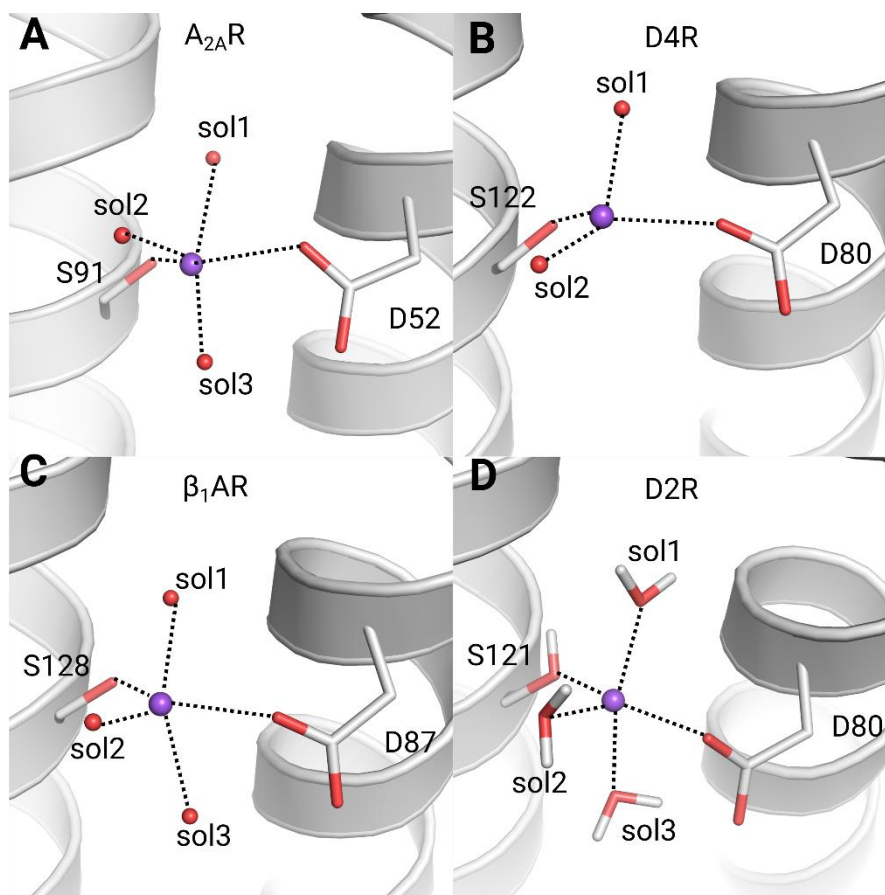 A
A₂AR
sol1
sol2
S91
D52
sol3
B
D4R
sol1
S122
sol2
D80
C
β₁AR
sol1
S128
sol2
D87
sol3
D
D2R
sol1
S121
sol2
D80
sol3